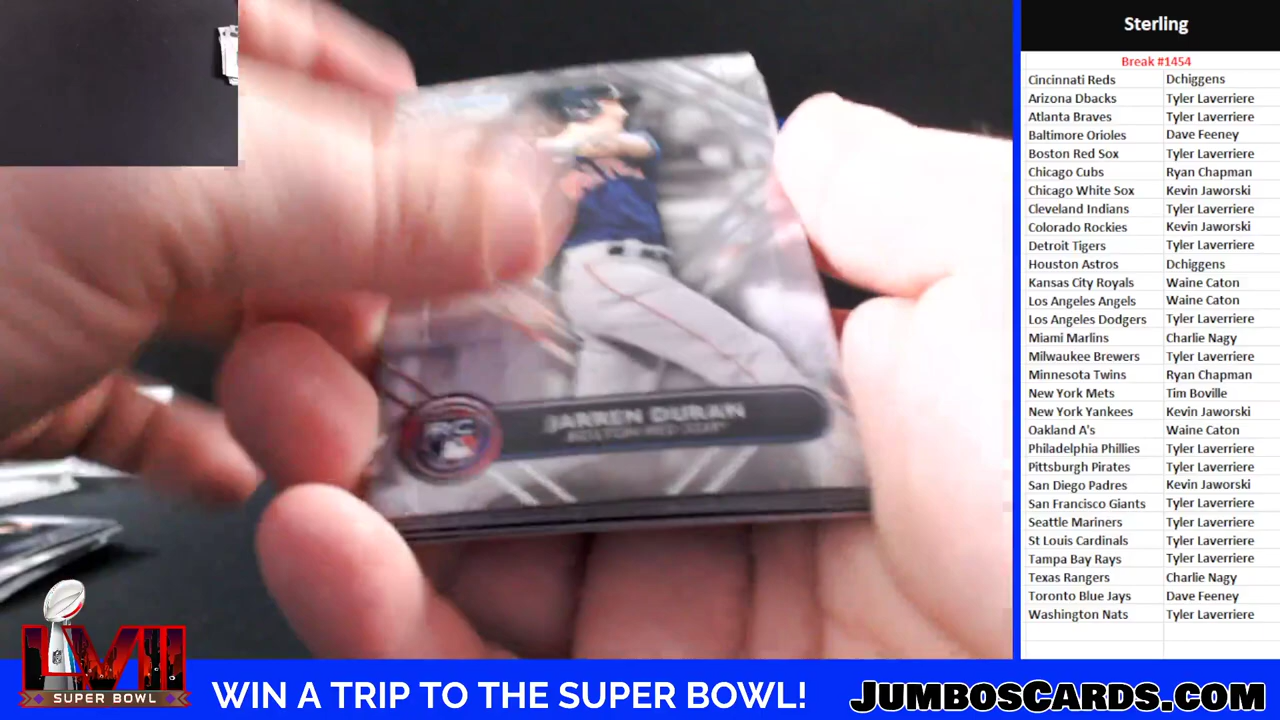 Sterling
Break #1454
Cincinnati Reds Dchiggens
Arizona Dbacks Tyler Laverriere
Atlanta Braves Tyler Laverriere
Baltimore Orioles Dave Feeney
Boston Red Sox Tyler Laverriere
Chicago Cubs Ryan Chapman
Chicago White Sox Kevin Jaworski
Cleveland Indians Tyler Laverriere
Colorado Rockies Kevin Jaworski
Detroit Tigers Tyler Laverriere
Houston Astros Dchiggens
Kansas City Royals Waine Caton
Los Angeles Angels Waine Caton
Los Angeles Dodgers Tyler Laverriere
Miami Marlins Charlie Nagy
Milwaukee Brewers Tyler Laverriere
Minnesota Twins Ryan Chapman
New York Mets Tim Boville
New York Yankees Kevin Jaworski
Oakland A's Waine Caton
Philadelphia Phillies Tyler Laverriere
Pittsburgh Pirates Tyler Laverriere
San Diego Padres Kevin Jaworski
San Francisco Giants Tyler Laverriere
Seattle Mariners Tyler Laverriere
St Louis Cardinals Tyler Laverriere
Tampa Bay Rays Tyler Laverriere
Texas Rangers Charlie Nagy
Toronto Blue Jays Dave Feeney
Washington Nats Tyler Laverriere
RC
JARREN DURAN
BOSTON RED SOX
LVII
SUPER BOWL
WIN A TRIP TO THE SUPER BOWL!
JUMBOSCARDS.COM